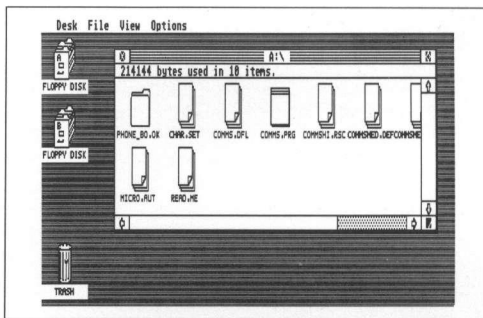 Desk File View Options
A:\
214144 bytes used in 10 items.
A
FLOPPY DISK
B
FLOPPY DISK
PHONE_BO.OK CHAR.SET COMMS.DFL COMMS.PRG COMMSHI.RSC COMMSMED.DEF COMMSME
MICRO.AUT READ.ME
TRASH